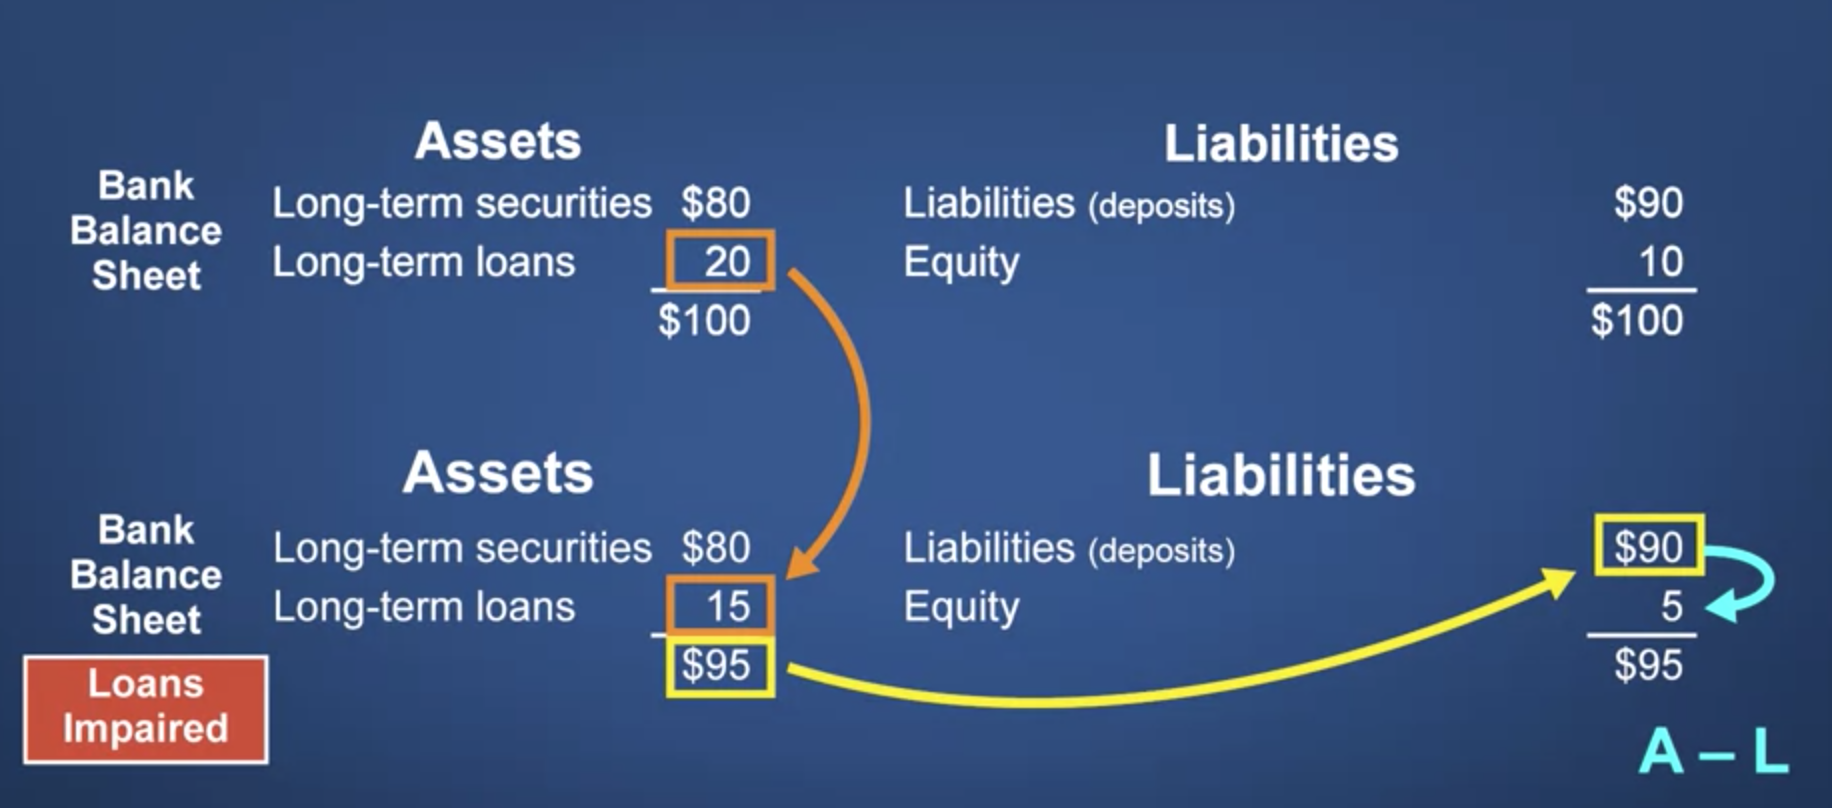 Assets Liabilities
Bank Balance Sheet
Long-term securities $80 Liabilities (deposits) $90
Long-term loans 20 Equity 10
$100 $100
Assets Liabilities
Bank Balance Sheet
Long-term securities $80 Liabilities (deposits) $90
Long-term loans 15 Equity 5
$95 $95
Loans
Impaired
A – L